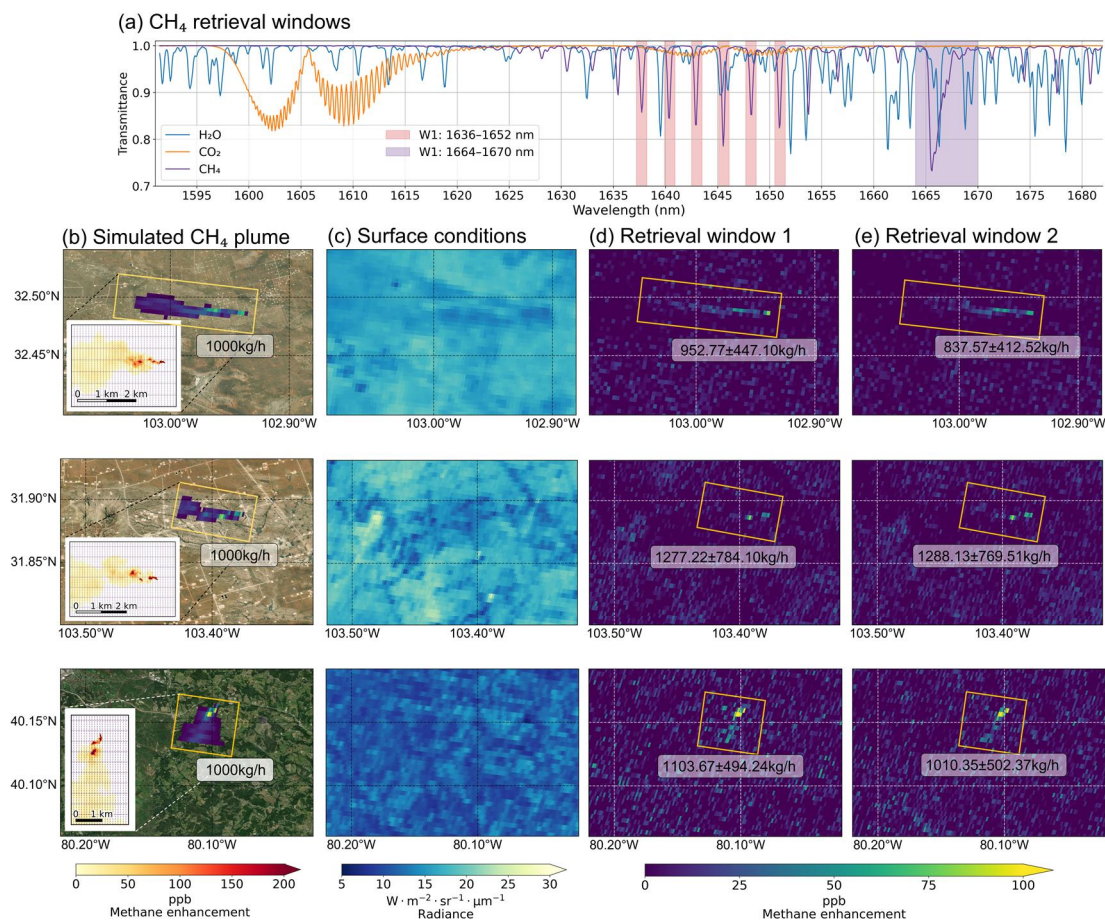 (a) CH₄ retrieval windows
1.0
0.9
0.8
0.7
Transmittance
H₂O
CO₂
CH₄
W1: 1636–1652 nm
W1: 1664–1670 nm
1595 1600 1605 1610 1615 1620 1625 1630 1635 1640 1645 1650 1655 1660 1665 1670 1675 1680
Wavelength (nm)
(b) Simulated CH₄ plume
(c) Surface conditions
(d) Retrieval window 1
(e) Retrieval window 2
32.50°N
32.45°N
1000kg/h
0 1 km 2 km
952.77±447.10kg/h
837.57±412.52kg/h
103.00°W 102.90°W
103.00°W 102.90°W
103.00°W 102.90°W
103.00°W 102.90°W
31.90°N
31.85°N
1000kg/h
0 1 km 2 km
1277.22±784.10kg/h
1288.13±769.51kg/h
103.50°W 103.40°W
103.50°W 103.40°W
103.50°W 103.40°W
103.50°W 103.40°W
40.15°N
40.10°N
1000kg/h
0 1 km
1103.67±494.24kg/h
1010.35±502.37kg/h
80.20°W 80.10°W
80.20°W 80.10°W
80.20°W 80.10°W
80.20°W 80.10°W
0 50 100 150 200
ppb
Methane enhancement
5 10 15 20 25 30
W · m⁻² · sr⁻¹ · μm⁻¹
Radiance
0 25 50 75 100
ppb
Methane enhancement